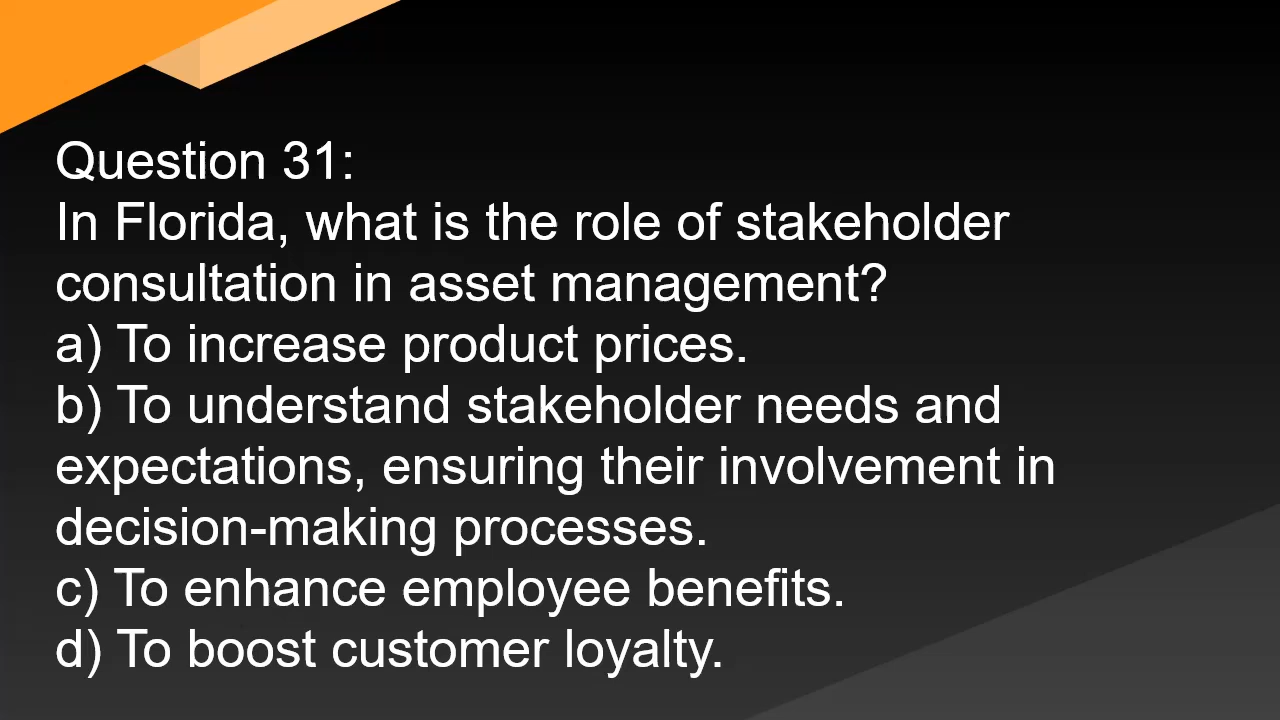 Question 31:
In Florida, what is the role of stakeholder
consultation in asset management?
a) To increase product prices.
b) To understand stakeholder needs and
expectations, ensuring their involvement in
decision-making processes.
c) To enhance employee benefits.
d) To boost customer loyalty.